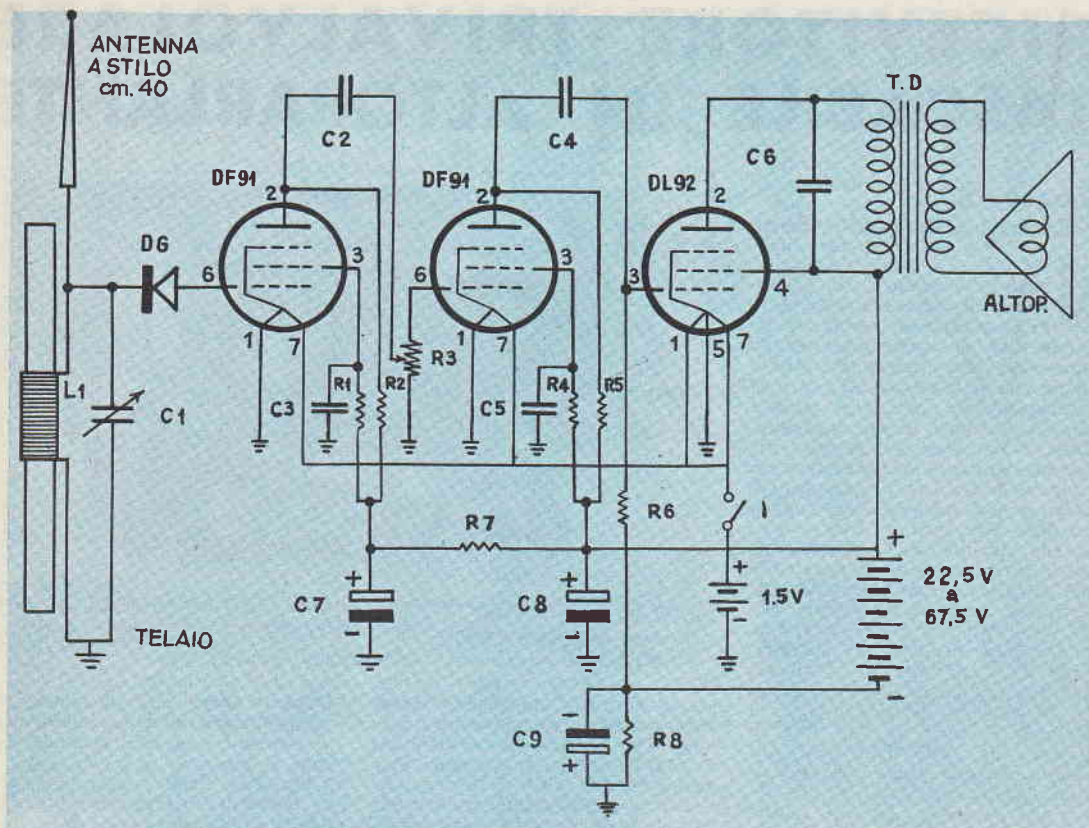 ANTENNA
A STILO
cm. 40
C2
C4
T.D
C6
DF91
DF91
DL92
2
2
2
DG
6
3
6
3
3
4
ALTOP.
1
7
R3
1
7
1
5
7
L1
C1
C3
R1
R2
C5
R4
R5
R6
I
R7
+
+
+
+
22,5 V
a
67,5 V
C7
C8
1.5V
-
-
-
TELAIO
-
-
C9
R8
+